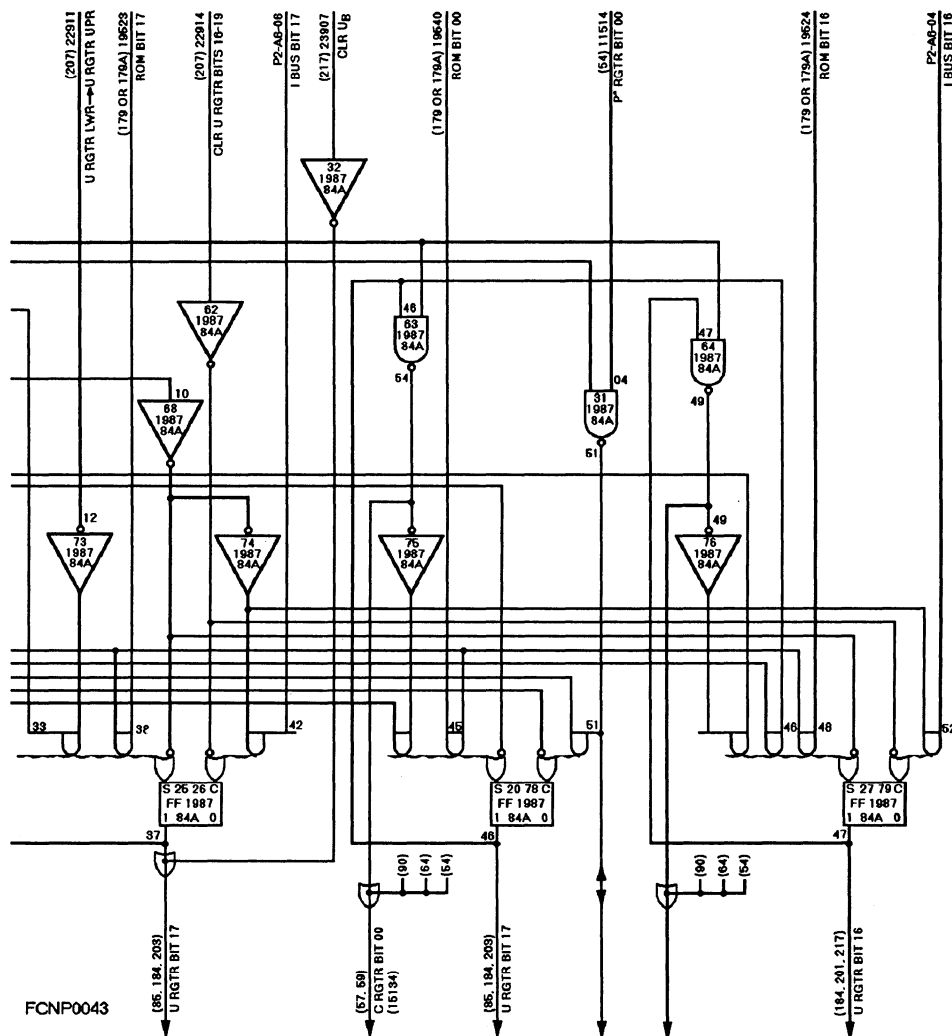 (207) 22911
U RGTR LWR→U RGTR UPR
(179 OR 179A) 19523
ROM BIT 17
(207) 22914
CLR U RGTR BITS 16-19
P2-A6-06
I BUS BIT 17
(217) 23907
CLR UB
(179 OR 179A) 19540
ROM BIT 00
(54) 11514
P* RGTR BIT 00
(179 OR 179A) 19524
ROM BIT 16
P2-A6-04
I BUS BIT 16
32
1987
84A
62
1987
84A
46
63
1987
84A
54
47
64
1987
84A
49
10
68
1987
84A
04
31
1987
84A
51
12
73
1987
84A
74
1987
84A
75
1987
84A
49
76
1987
84A
33
38
42
45
51
46
48
52
S 25 26 C
FF 1987
1 84A 0
S 20 78 C
FF 1987
1 84A 0
S 27 79 C
FF 1987
1 84A 0
37
46
47
(90)
(64)
(54)
(90)
(64)
(54)
(85, 184, 203)
U RGTR BIT 17
(57, 59)
C RGTR BIT 00
(15134)
(85, 184, 203)
U RGTR BIT 17
(184, 201, 217)
U RGTR BIT 16
FCNP0043